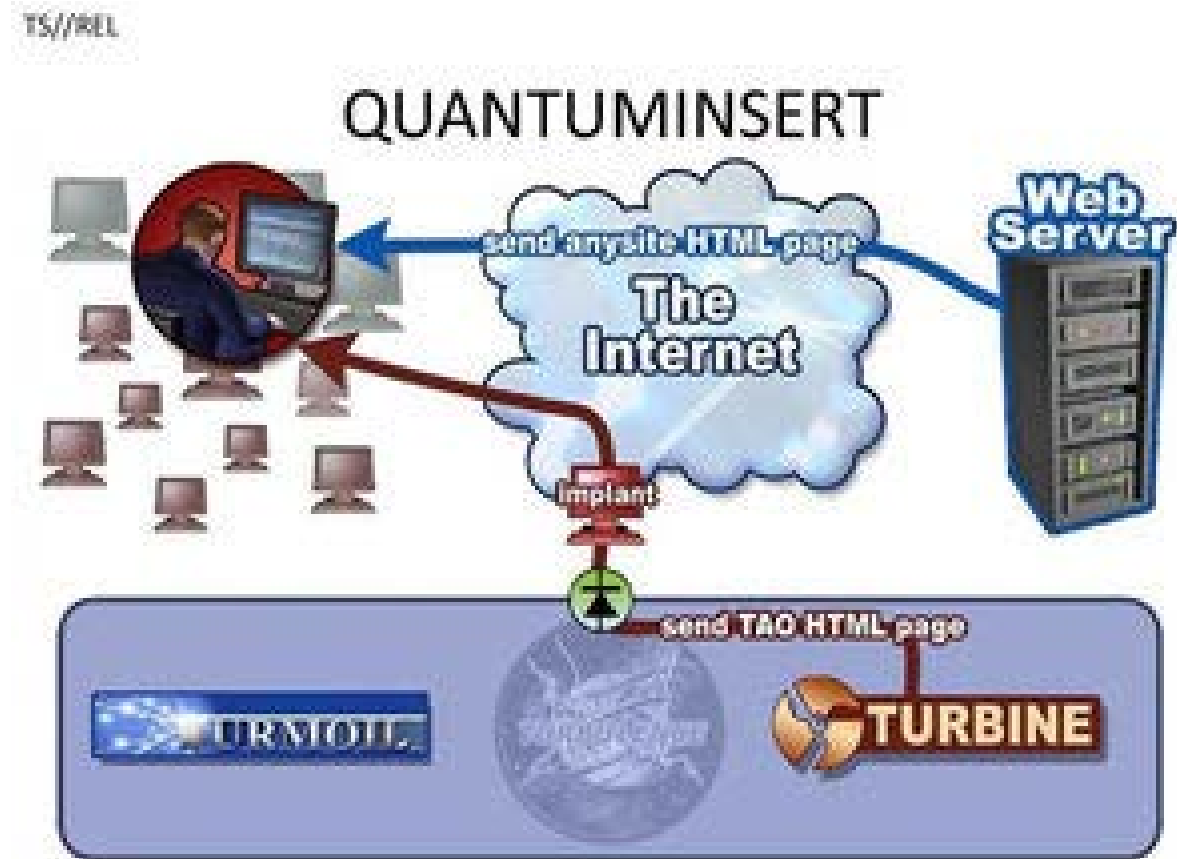 TS//REL
QUANTUMINSERT
Web
Server
send anysite HTML page
The
Internet
Implant
send TAO HTML page
TURMOIL
TURBINE